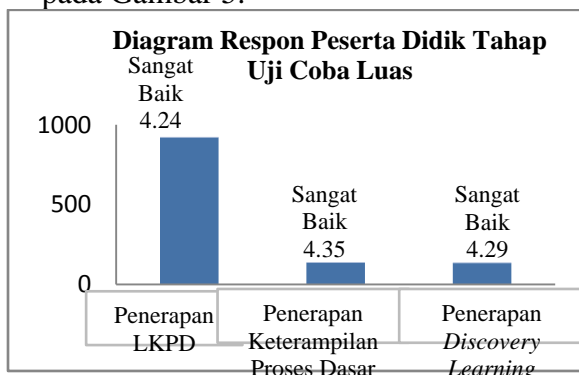 pada Gambar 3.
Diagram Respon Peserta Didik Tahap
Uji Coba Luas
Sangat
Baik
4.24
Sangat
Baik
4.35
Sangat
Baik
4.29
1000
500
0
Penerapan
LKPD
Penerapan
Keterampilan
Proses Dasar
Penerapan
Discovery
Learning